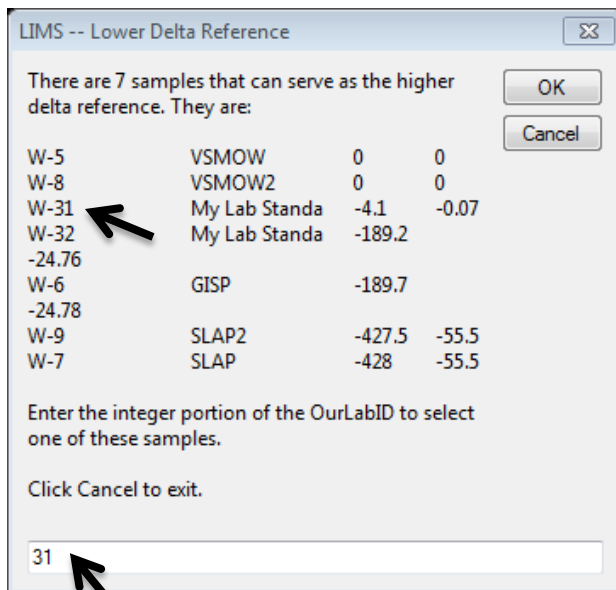 LIMS -- Lower Delta Reference
There are 7 samples that can serve as the higher
delta reference. They are:
OK
Cancel
W-5 VSMOW 0 0
W-8 VSMOW2 0 0
W-31 My Lab Standa -4.1 -0.07
W-32 My Lab Standa -189.2
-24.76
W-6 GISP -189.7
-24.78
W-9 SLAP2 -427.5 -55.5
W-7 SLAP -428 -55.5
Enter the integer portion of the OurLabID to select
one of these samples.
Click Cancel to exit.
31